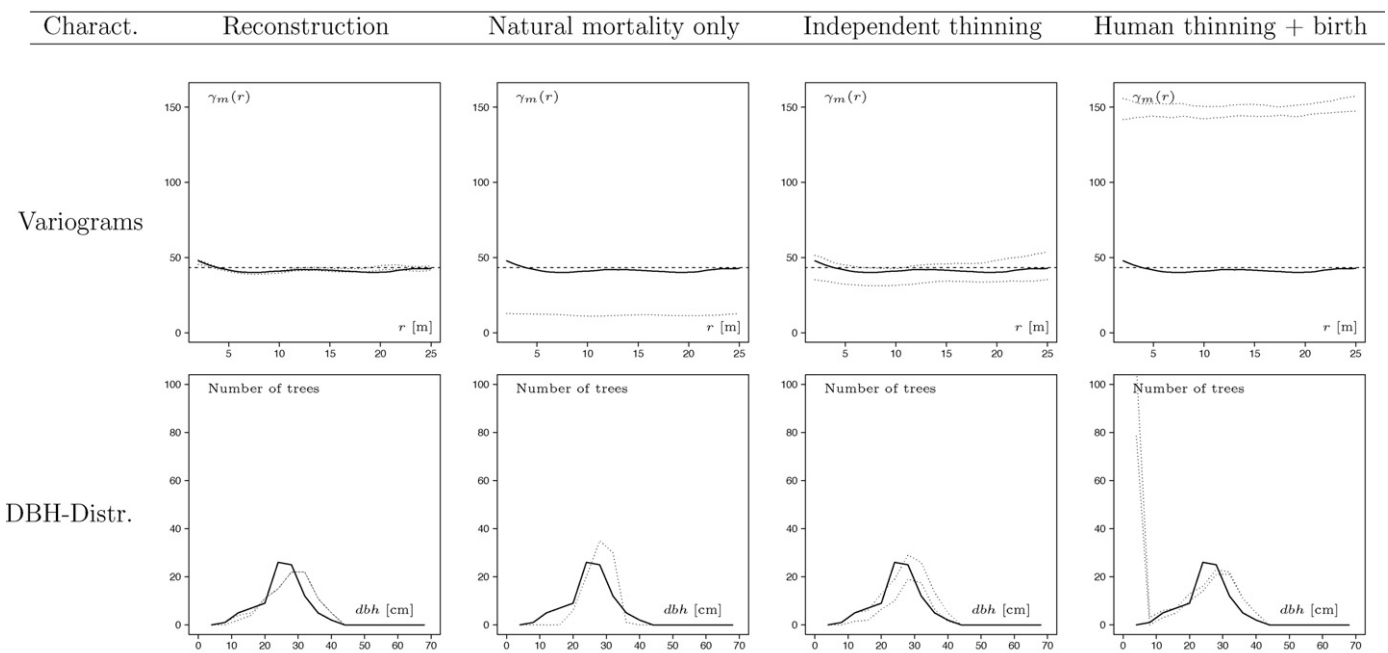 Charact. Reconstruction Natural mortality only Independent thinning Human thinning + birth
Variograms
γm(r)
150
100
50
0
r [m]
5 10 15 20 25
γm(r)
150
100
50
0
r [m]
5 10 15 20 25
γm(r)
150
100
50
0
r [m]
5 10 15 20 25
γm(r)
150
100
50
0
r [m]
5 10 15 20 25
DBH-Distr.
Number of trees
100
80
60
40
20
0
dbh [cm]
0 10 20 30 40 50 60 70
Number of trees
100
80
60
40
20
0
dbh [cm]
0 10 20 30 40 50 60 70
Number of trees
100
80
60
40
20
0
dbh [cm]
0 10 20 30 40 50 60 70
Number of trees
100
80
60
40
20
0
dbh [cm]
0 10 20 30 40 50 60 70